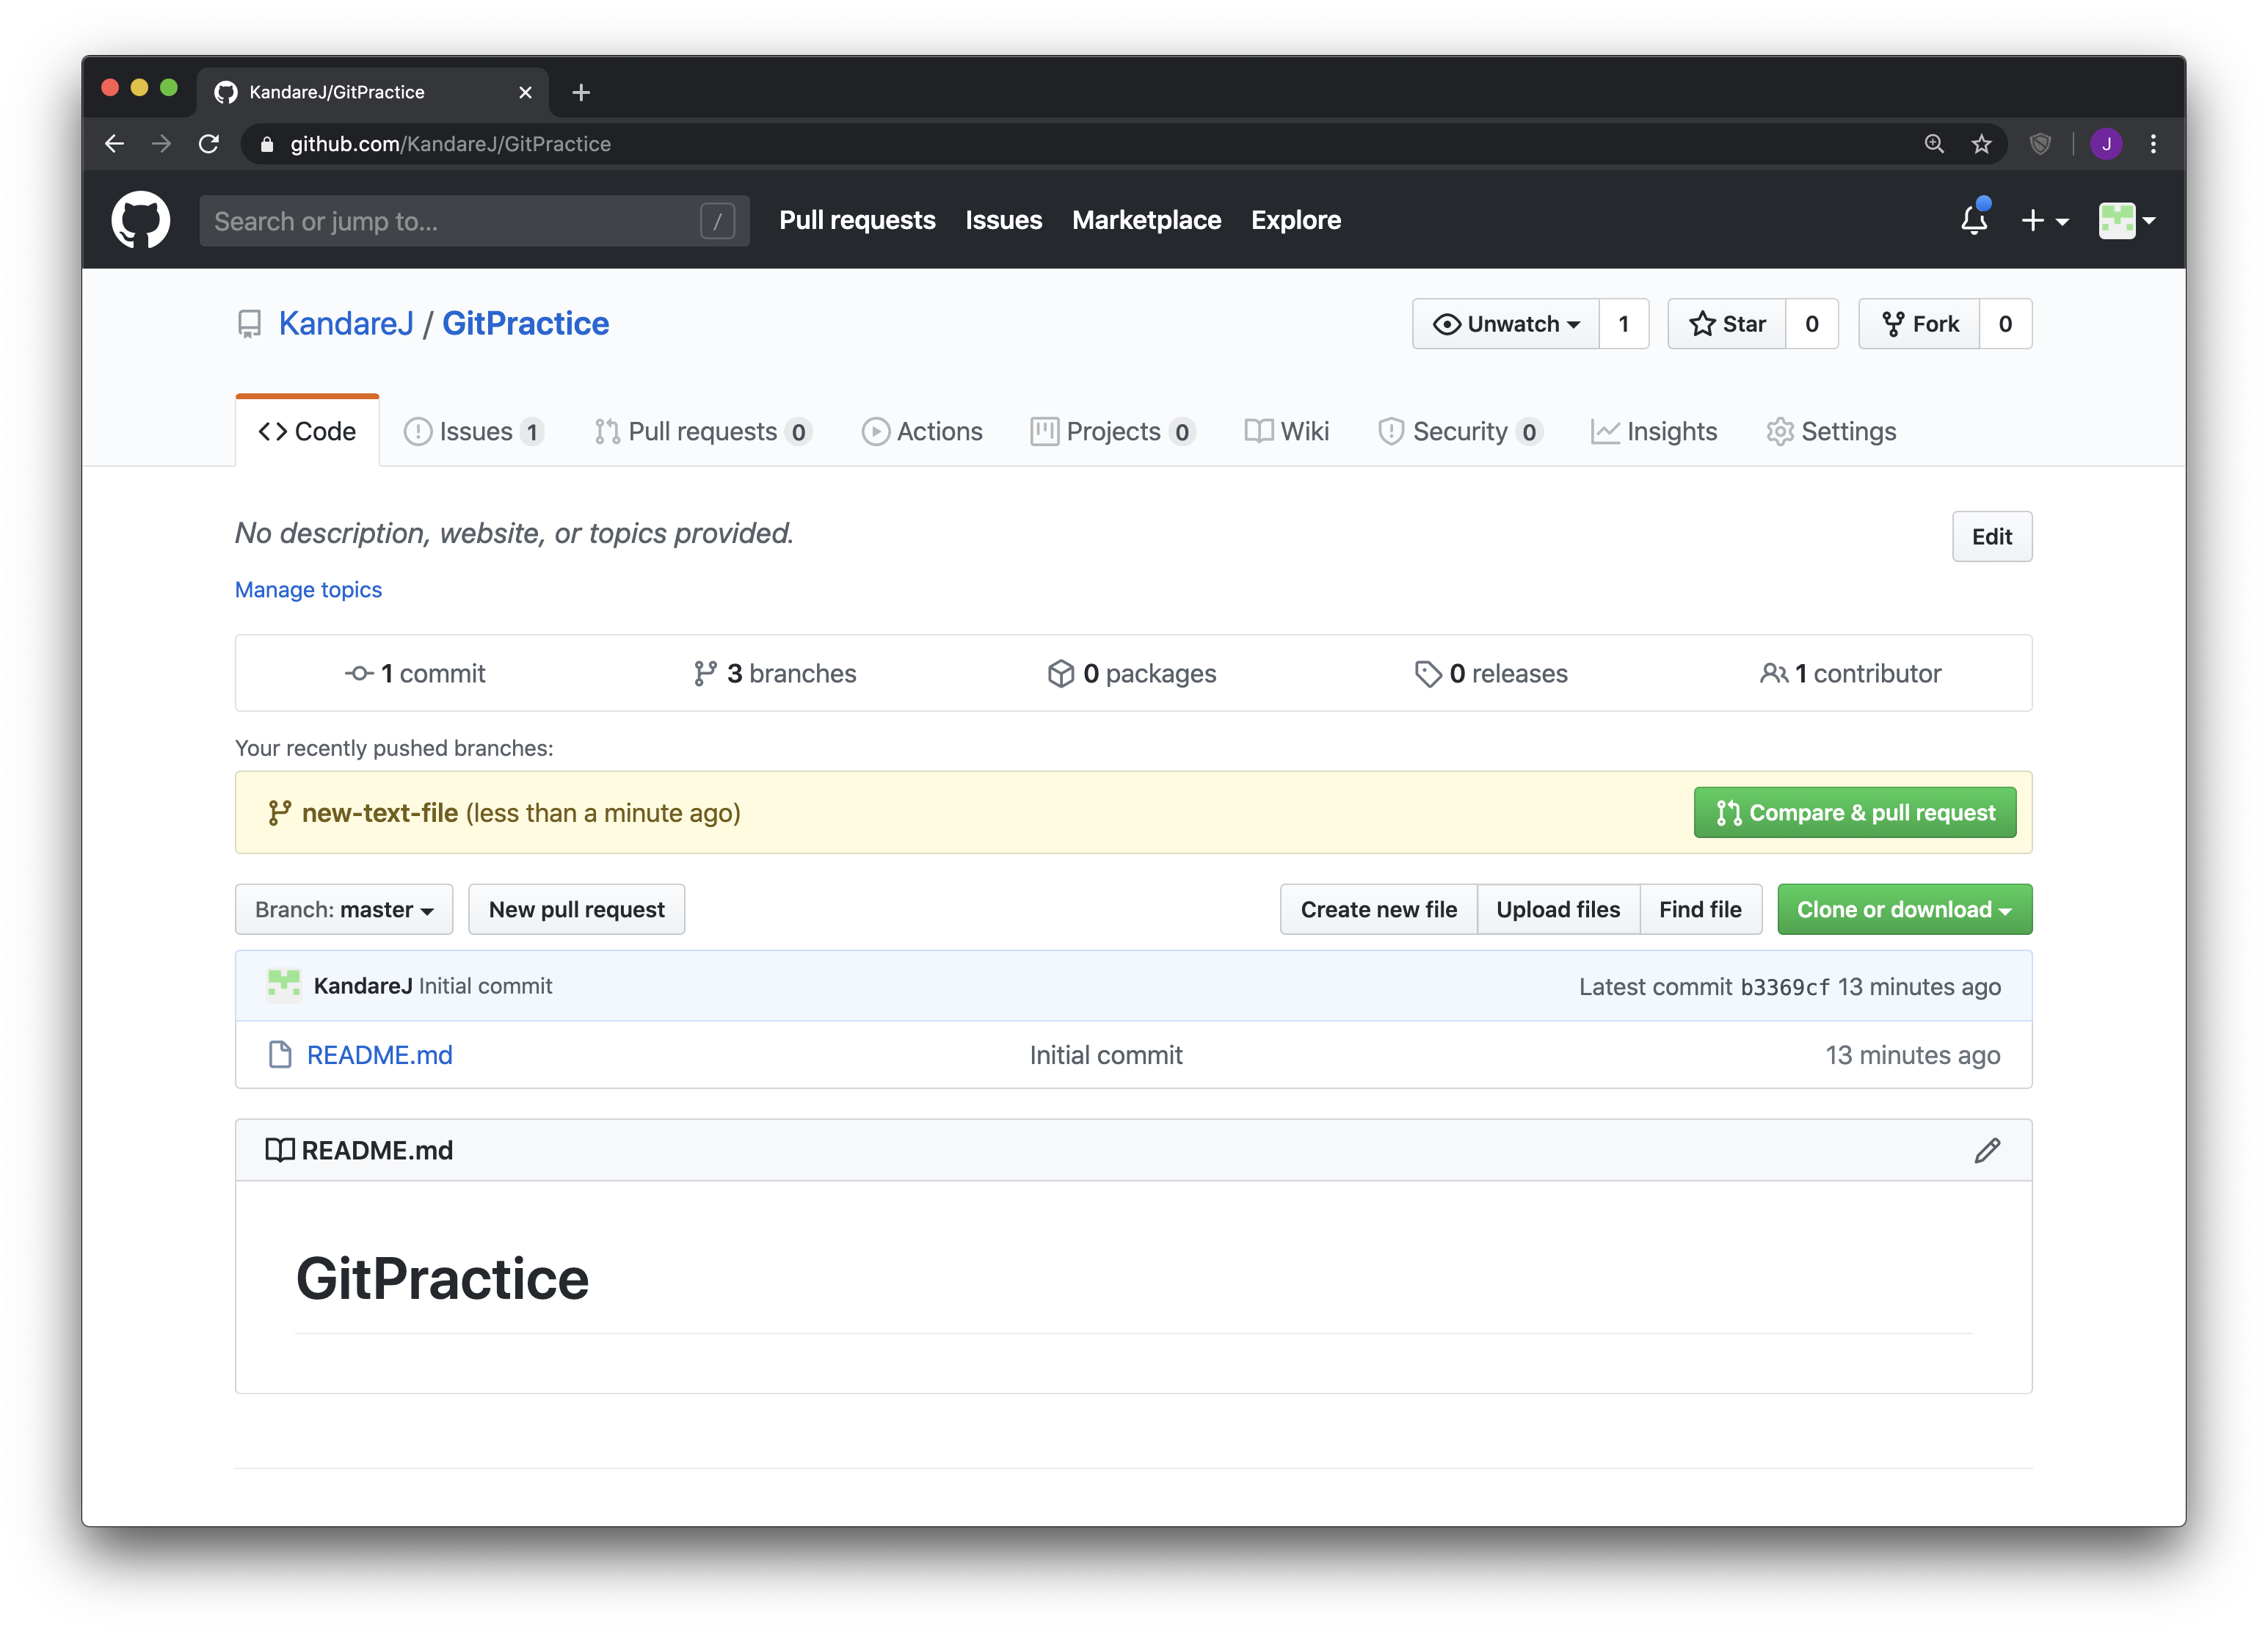 KandareJ/GitPractice
github.com/KandareJ/GitPractice
J
Search or jump to...
/
Pull requests Issues Marketplace Explore
KandareJ / GitPractice
Unwatch 1 Star 0 Fork 0
Code Issues 1 Pull requests 0 Actions Projects 0 Wiki Security 0 Insights Settings
No description, website, or topics provided.
Edit
Manage topics
1 commit 3 branches 0 packages 0 releases 1 contributor
Your recently pushed branches:
new-text-file (less than a minute ago) Compare & pull request
Branch: master New pull request Create new file Upload files Find file Clone or download
KandareJ Initial commit Latest commit b3369cf 13 minutes ago
README.md Initial commit 13 minutes ago
README.md
GitPractice